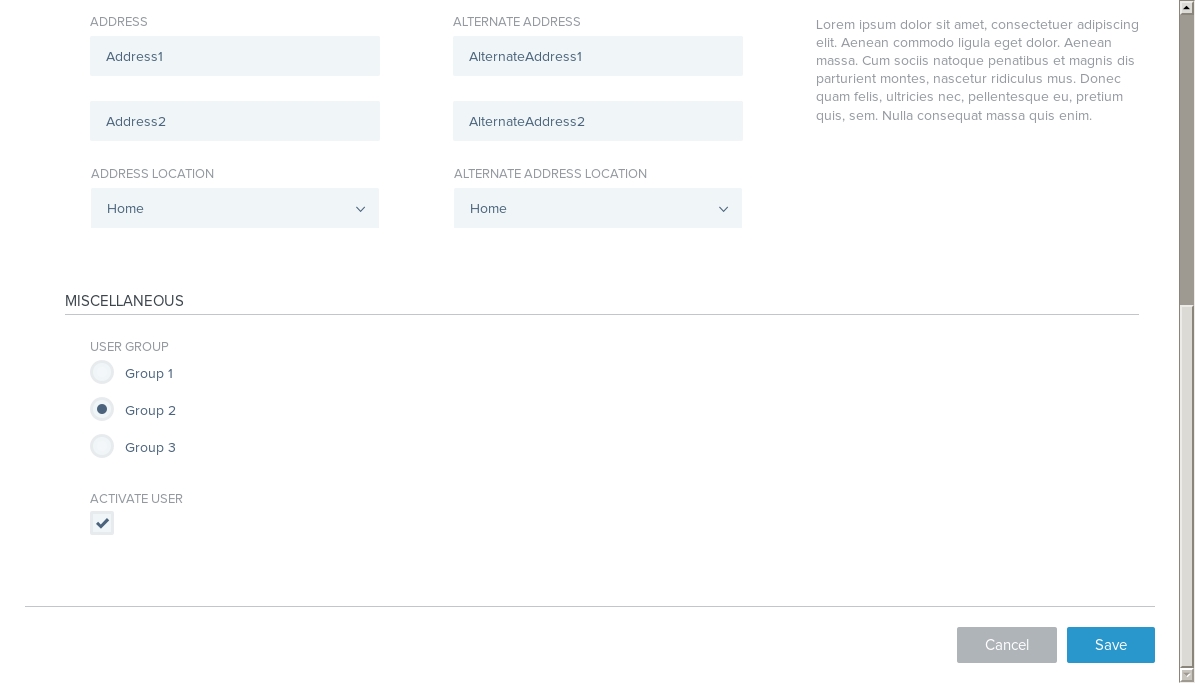 ADDRESS
Address1
Address2
ADDRESS LOCATION
Home
ALTERNATE ADDRESS
AlternateAddress1
AlternateAddress2
ALTERNATE ADDRESS LOCATION
Home
Lorem ipsum dolor sit amet, consectetuer adipiscing
elit. Aenean commodo ligula eget dolor. Aenean
massa. Cum sociis natoque penatibus et magnis dis
parturient montes, nascetur ridiculus mus. Donec
quam felis, ultricies nec, pellentesque eu, pretium
quis, sem. Nulla consequat massa quis enim.
MISCELLANEOUS
USER GROUP
Group 1
Group 2
Group 3
ACTIVATE USER
Cancel
Save